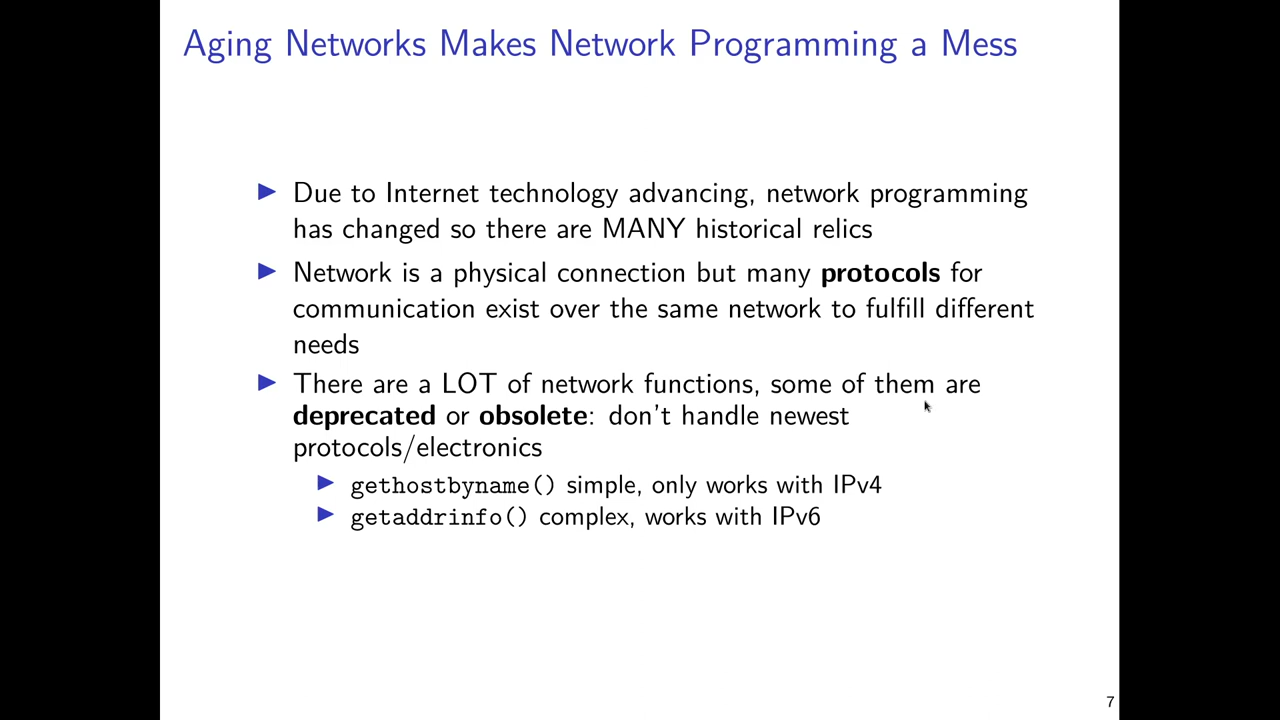 Aging Networks Makes Network Programming a Mess
▶ Due to Internet technology advancing, network programming
has changed so there are MANY historical relics
▶ Network is a physical connection but many protocols for
communication exist over the same network to fulfill different
needs
▶ There are a LOT of network functions, some of them are
deprecated or obsolete: don't handle newest
protocols/electronics
▶ gethostbyname() simple, only works with IPv4
▶ getaddrinfo() complex, works with IPv6
7